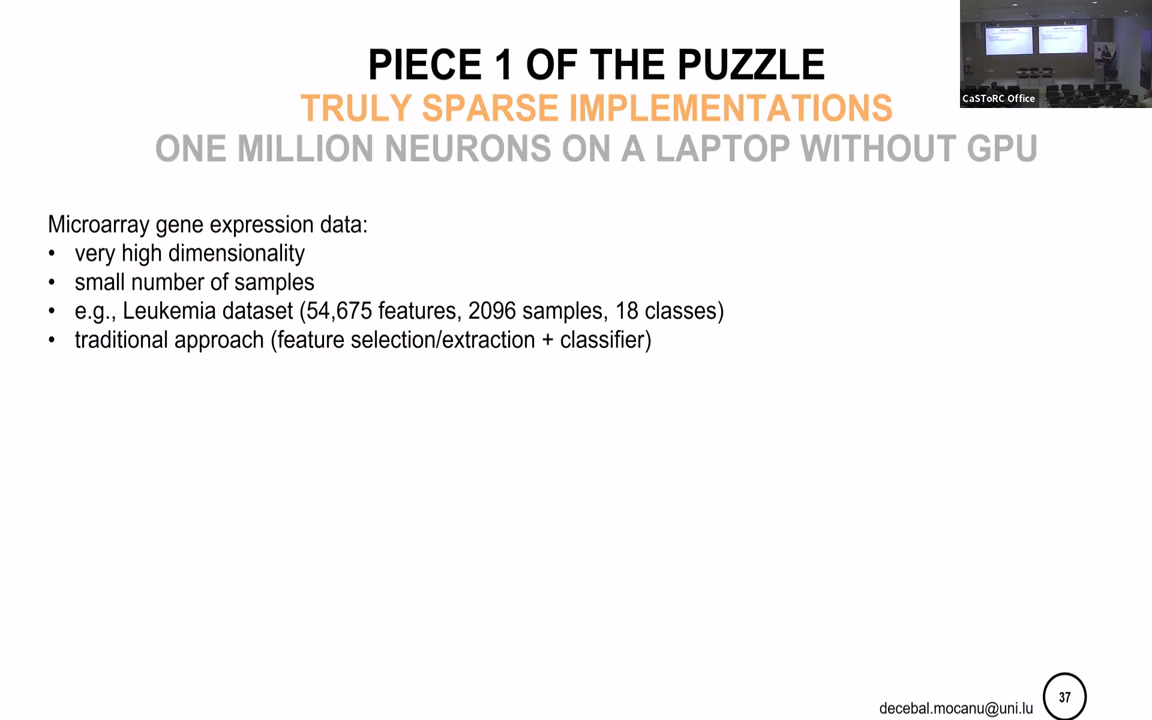 PIECE 1 OF THE PUZZLE
TRULY SPARSE IMPLEMENTATIONS
ONE MILLION NEURONS ON A LAPTOP WITHOUT GPU
CaSToRC Office
Microarray gene expression data:
• very high dimensionality
• small number of samples
• e.g., Leukemia dataset (54,675 features, 2096 samples, 18 classes)
• traditional approach (feature selection/extraction + classifier)
decebal.mocanu@uni.lu
37